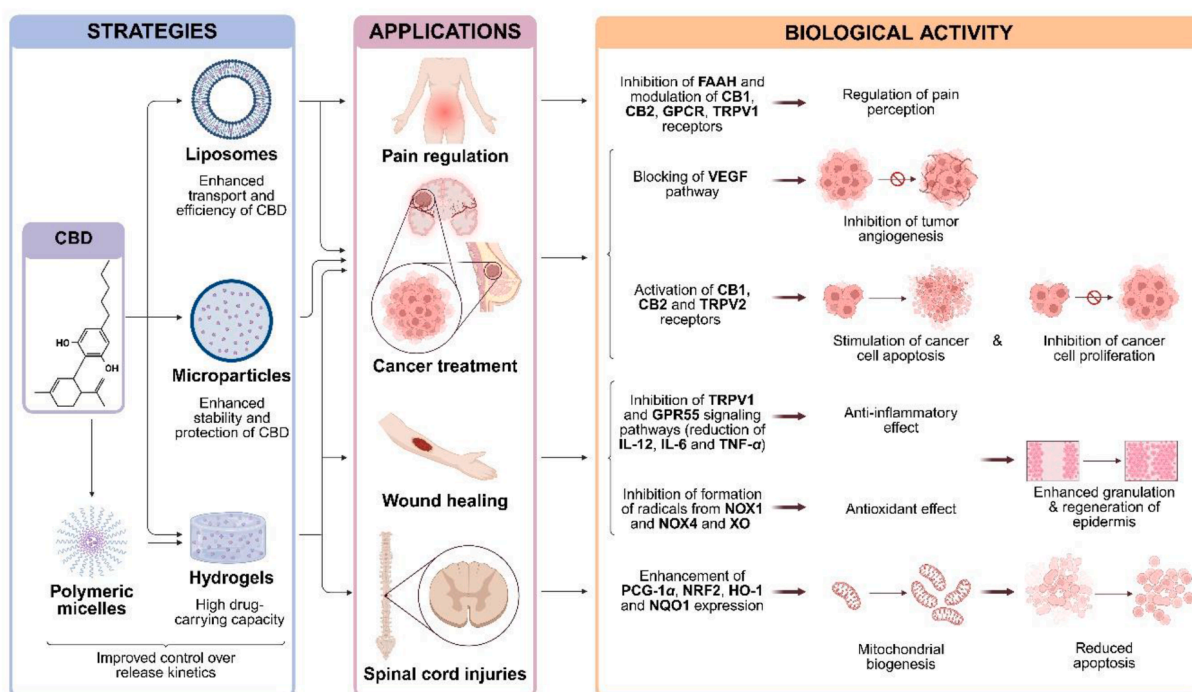 STRATEGIES
CBD
HO
OH
Liposomes
Enhanced
transport and
efficiency of CBD
Microparticles
Enhanced
stability and
protection of CBD
Polymeric
micelles
Hydrogels
High drug-
carrying capacity
Improved control over
release kinetics
APPLICATIONS
Pain regulation
Cancer treatment
Wound healing
Spinal cord injuries
BIOLOGICAL ACTIVITY
Inhibition of FAAH and
modulation of CB1,
CB2, GPCR, TRPV1
receptors
Regulation of pain
perception
Blocking of VEGF
pathway
Inhibition of tumor
angiogenesis
Activation of CB1,
CB2 and TRPV2
receptors
Stimulation of cancer
cell apoptosis
&
Inhibition of cancer
cell proliferation
Inhibition of TRPV1
and GPR55 signaling
pathways (reduction of
IL-12, IL-6 and TNF-α)
Anti-inflammatory
effect
Inhibition of formation
of radicals from NOX1
and NOX4 and XO
Antioxidant effect
Enhanced granulation
& regeneration of
epidermis
Enhancement of
PCG-1α, NRF2, HO-1
and NQO1 expression
Mitochondrial
biogenesis
Reduced
apoptosis